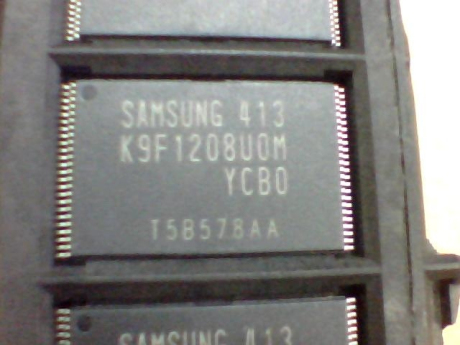 SAMSUNG 413
K9F1208U0M
YCB0
T5B578AA
SAMSUNG 413